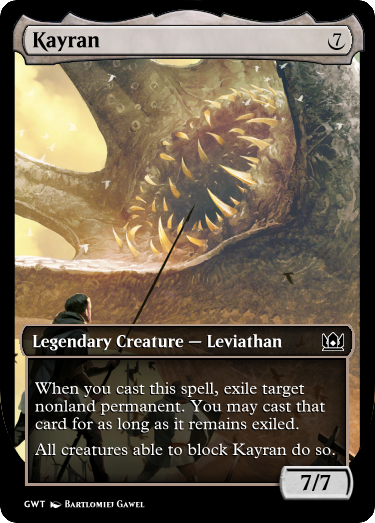 Kayran 7
Legendary Creature — Leviathan
When you cast this spell, exile target
nonland permanent. You may cast that
card for as long as it remains exiled.
All creatures able to block Kayran do so.
7/7
GWT Bartlomiej Gawel